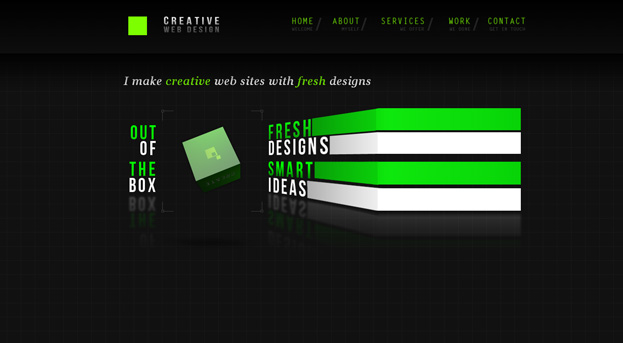 CREATIVE
WEB DESIGN
HOME / ABOUT / SERVICES / WORK / CONTACT
WELCOME MYSELF WE OFFER WE DONE GET IN TOUCH
I make creative web sites with fresh designs
OUT
OF
THE
BOX
FRESH
DESIGNS
SMART
IDEAS